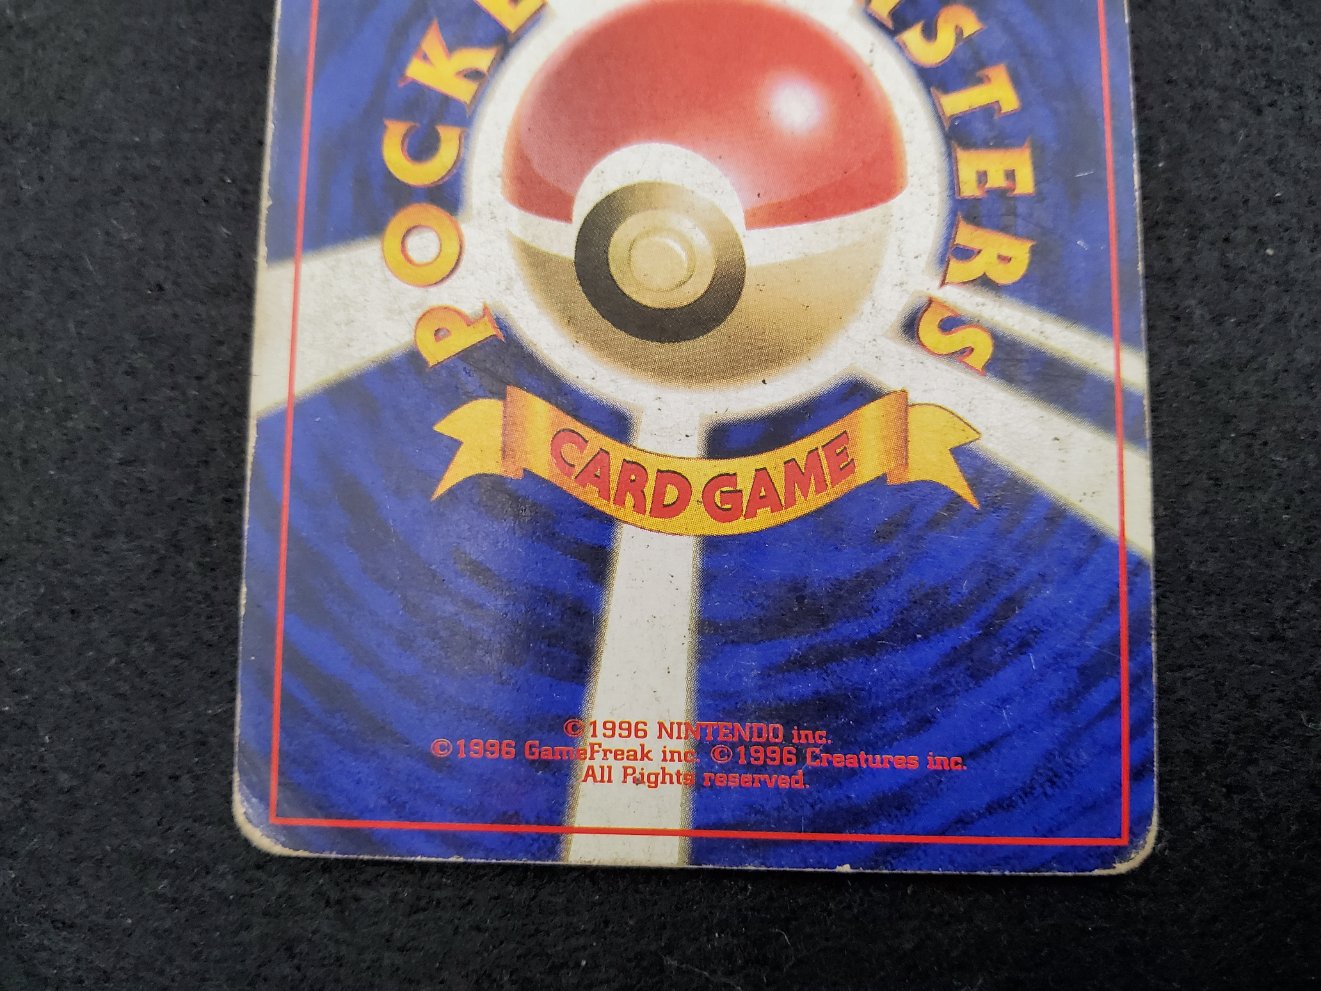 POCKE
STERS
CARD GAME
©1996 NINTENDO inc.
©1996 GameFreak inc. ©1996 Creatures inc.
All Rights reserved.